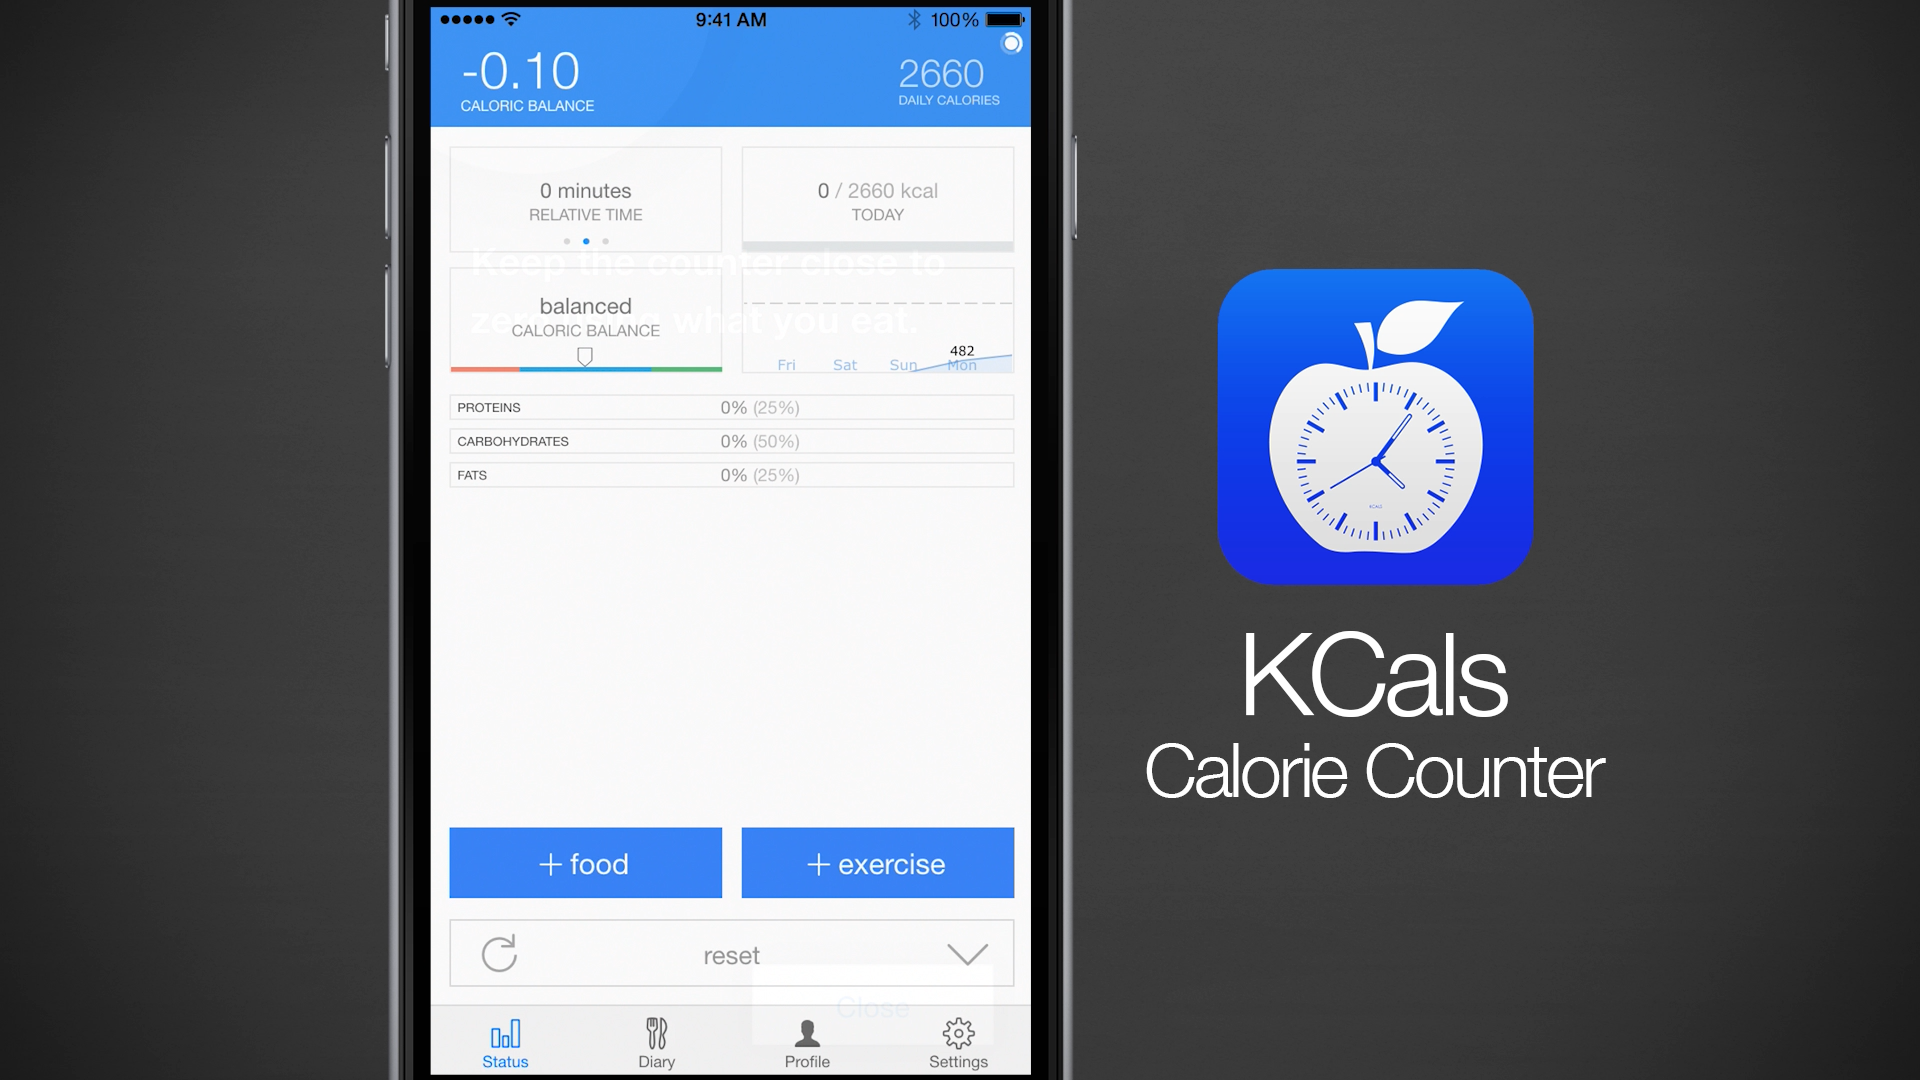 9:41 AM
100%
-0.10
CALORIC BALANCE
2660
DAILY CALORIES
0 minutes
RELATIVE TIME
0 / 2660 kcal
TODAY
Keep the counter close to
balanced
CALORIC BALANCE
what you eat.
482
Fri Sat Sun Mon
PROTEINS 0% (25%)
CARBOHYDRATES 0% (50%)
FATS 0% (25%)
+ food
+ exercise
reset
Close
Status
Diary
Profile
Settings
KCALS
KCals
Calorie Counter